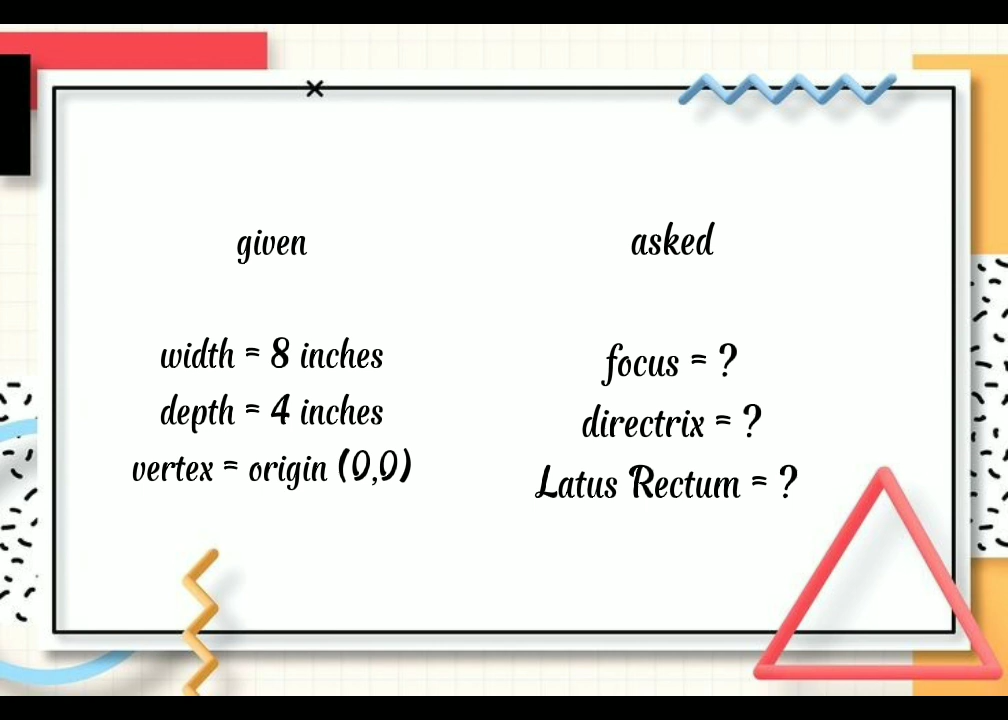 given
width = 8 inches
depth = 4 inches
vertex = origin (0,0)
asked
focus = ?
directrix = ?
Latus Rectum = ?